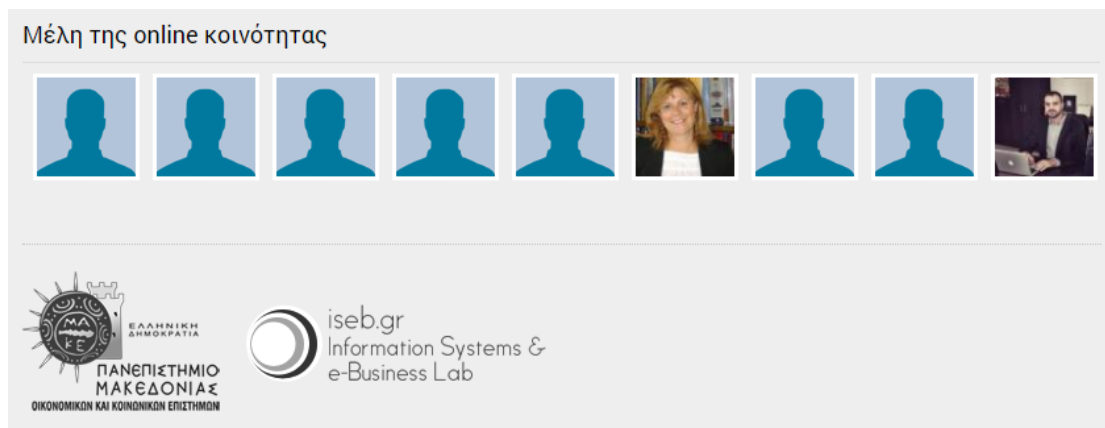 Μέλη της online κοινότητας
ΜΑ
ΚΕ
ΕΛΛΗΝΙΚΗ
ΔΗΜΟΚΡΑΤΙΑ
ΠΑΝΕΠΙΣΤΗΜΙΟ
ΜΑΚΕΔΟΝΙΑΣ
ΟΙΚΟΝΟΜΙΚΩΝ ΚΑΙ ΚΟΙΝΩΝΙΚΩΝ ΕΠΙΣΤΗΜΩΝ
iseb.gr
Information Systems &
e-Business Lab